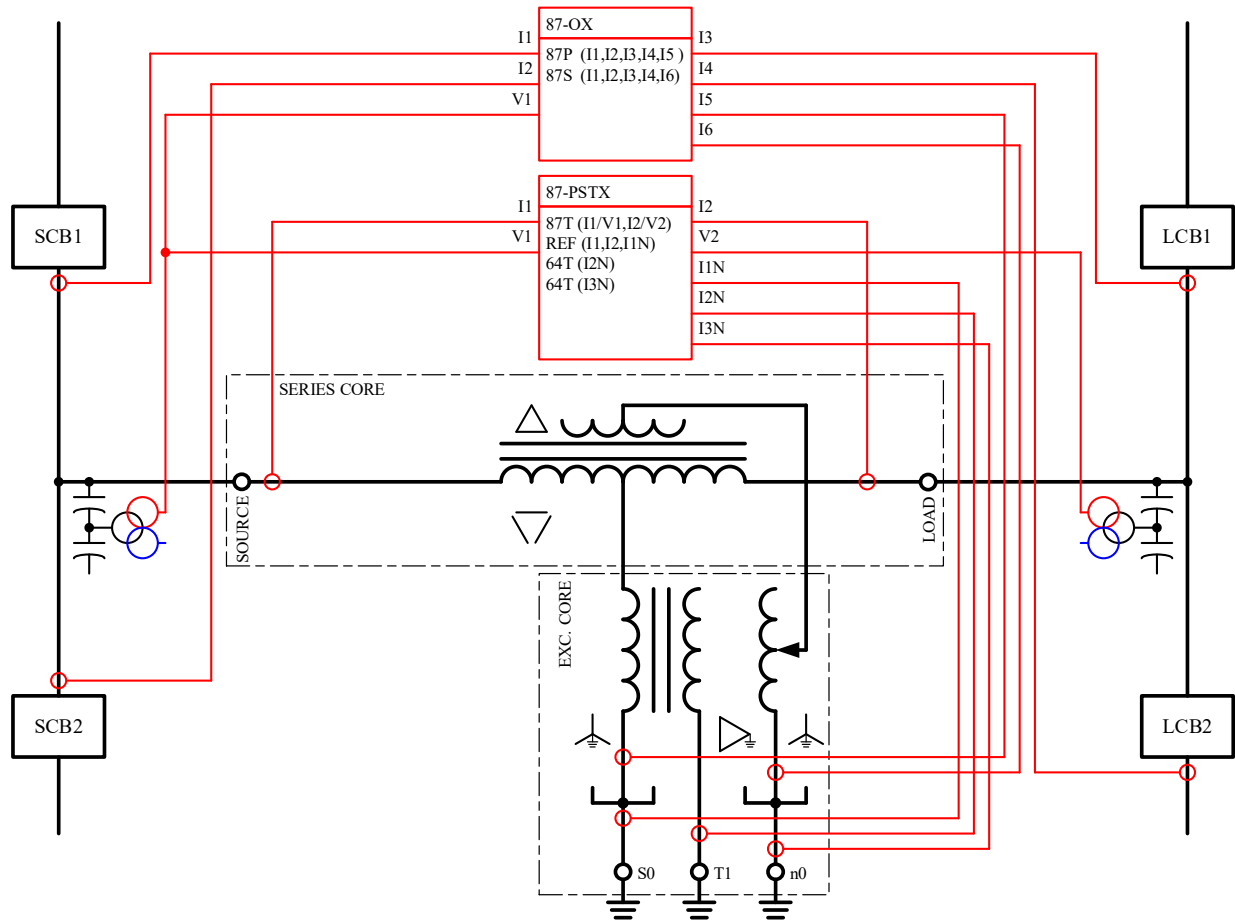 87-OX
I1
I3
87P (I1,I2,I3,I4,I5 )
I2
I4
87S (I1,I2,I3,I4,I6)
V1
I5
I6
87-PSTX
I1
I2
87T (I1/V1,I2/V2)
V1
V2
REF (I1,I2,I1N)
64T (I2N)
I1N
64T (I3N)
I2N
I3N
SCB1
LCB1
SERIES CORE
SOURCE
LOAD
EXC. CORE
SCB2
LCB2
S0
T1
n0